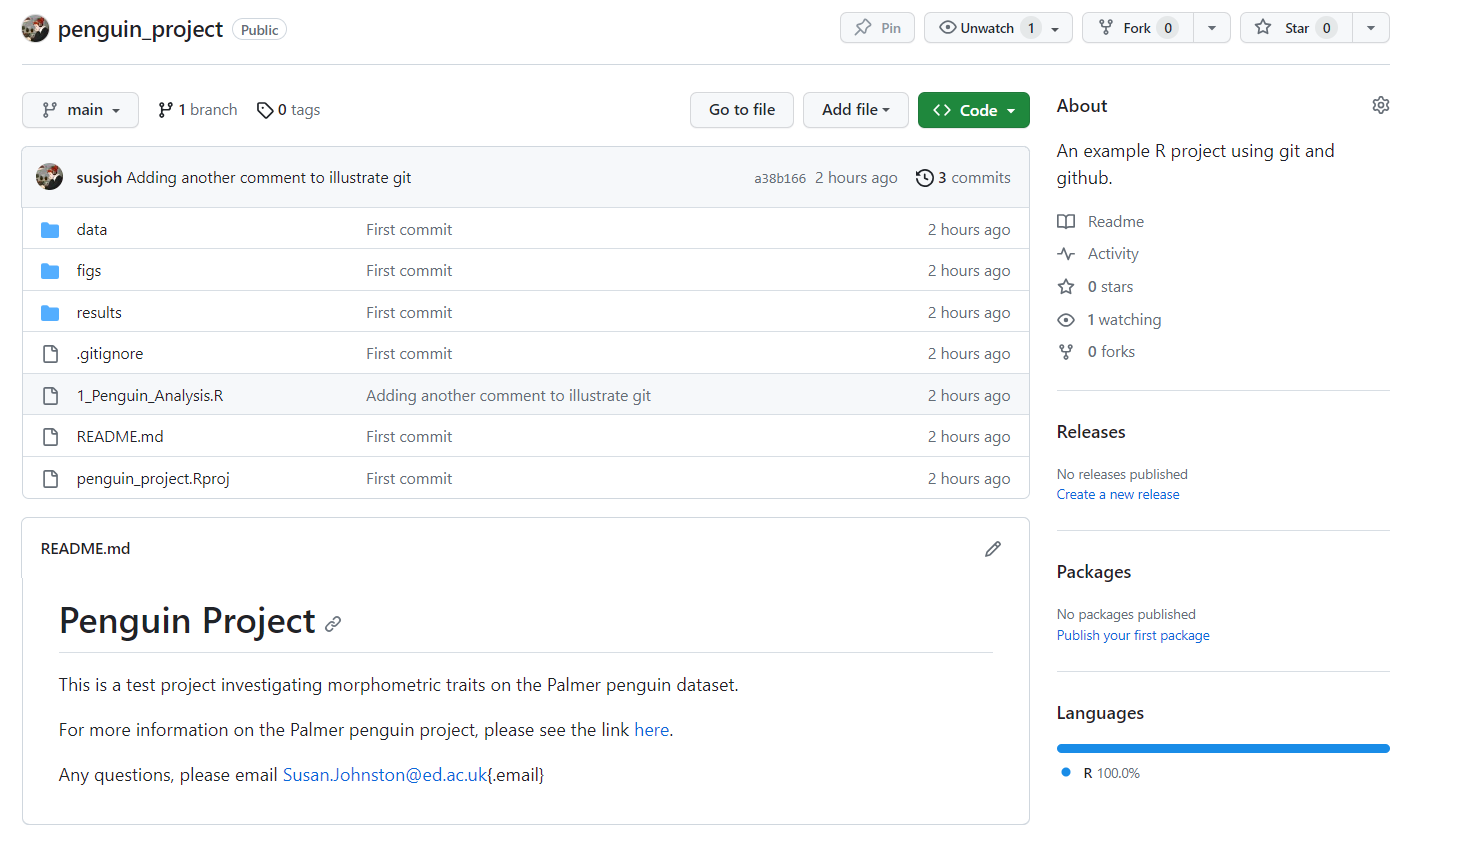 penguin_project Public Pin Unwatch 1 Fork 0 Star 0
main 1 branch 0 tags Go to file Add file Code
susjoh Adding another comment to illustrate git a38b166 2 hours ago 3 commits
data First commit 2 hours ago
figs First commit 2 hours ago
results First commit 2 hours ago
.gitignore First commit 2 hours ago
1_Penguin_Analysis.R Adding another comment to illustrate git 2 hours ago
README.md First commit 2 hours ago
penguin_project.Rproj First commit 2 hours ago
README.md
Penguin Project
This is a test project investigating morphometric traits on the Palmer penguin dataset.
For more information on the Palmer penguin project, please see the link here.
Any questions, please email Susan.Johnston@ed.ac.uk{.email}
About
An example R project using git and
github.
Readme
Activity
0 stars
1 watching
0 forks
Releases
No releases published
Create a new release
Packages
No packages published
Publish your first package
Languages
R 100.0%